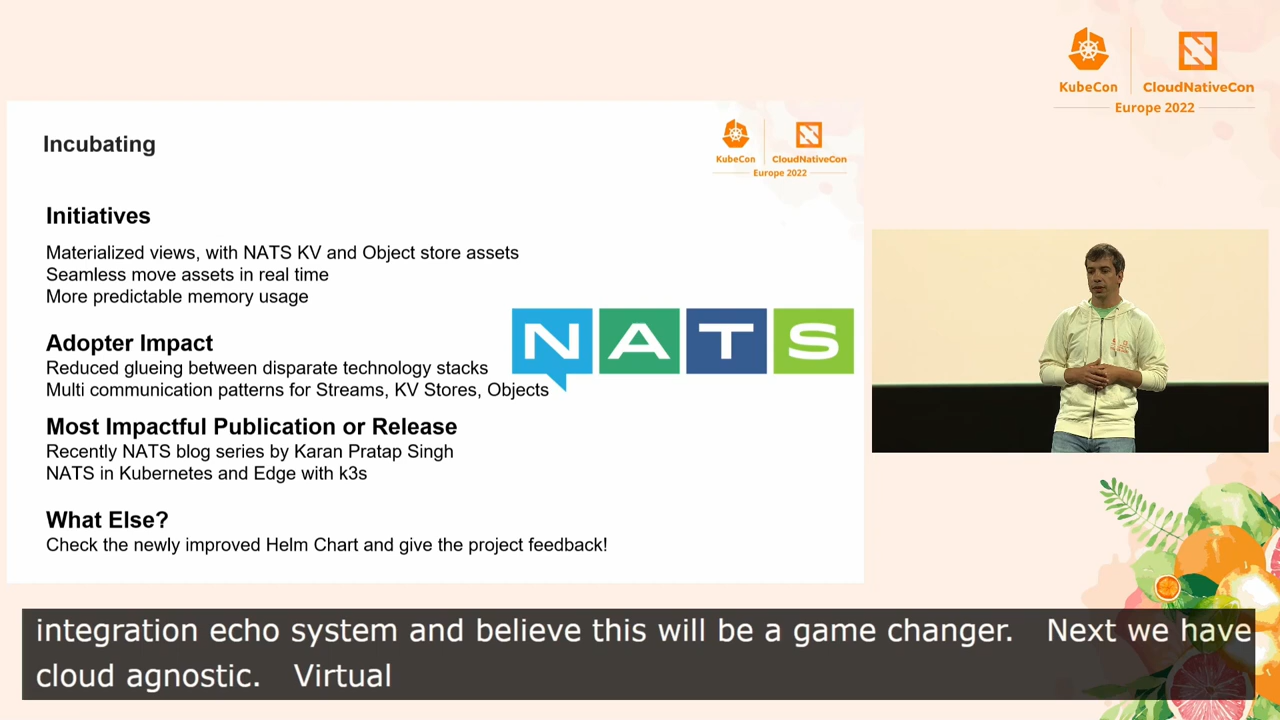 KubeCon
CloudNativeCon
Europe 2022
Incubating
KubeCon
CloudNativeCon
Europe 2022
Initiatives
Materialized views, with NATS KV and Object store assets
Seamless move assets in real time
More predictable memory usage
NATS
Adopter Impact
Reduced glueing between disparate technology stacks
Multi communication patterns for Streams, KV Stores, Objects
Most Impactful Publication or Release
Recently NATS blog series by Karan Pratap Singh
NATS in Kubernetes and Edge with k3s
What Else?
Check the newly improved Helm Chart and give the project feedback!
integration echo system and believe this will be a game changer. Next we have
cloud agnostic. Virtual